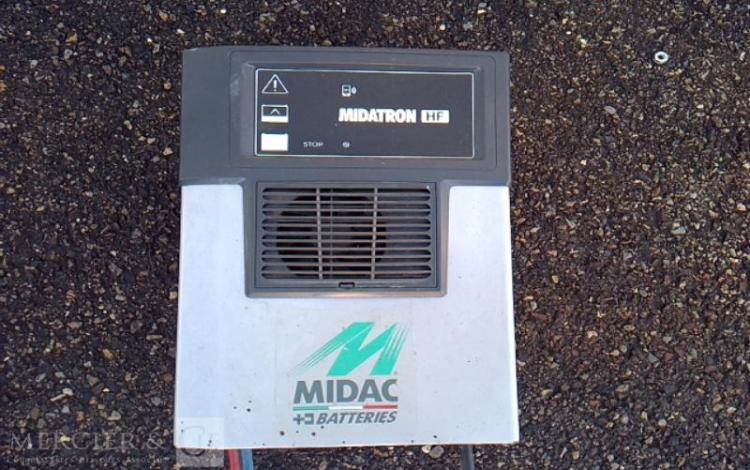 MIDATRON HF
STOP
MIDAC
BATTERIES
MERCIER &